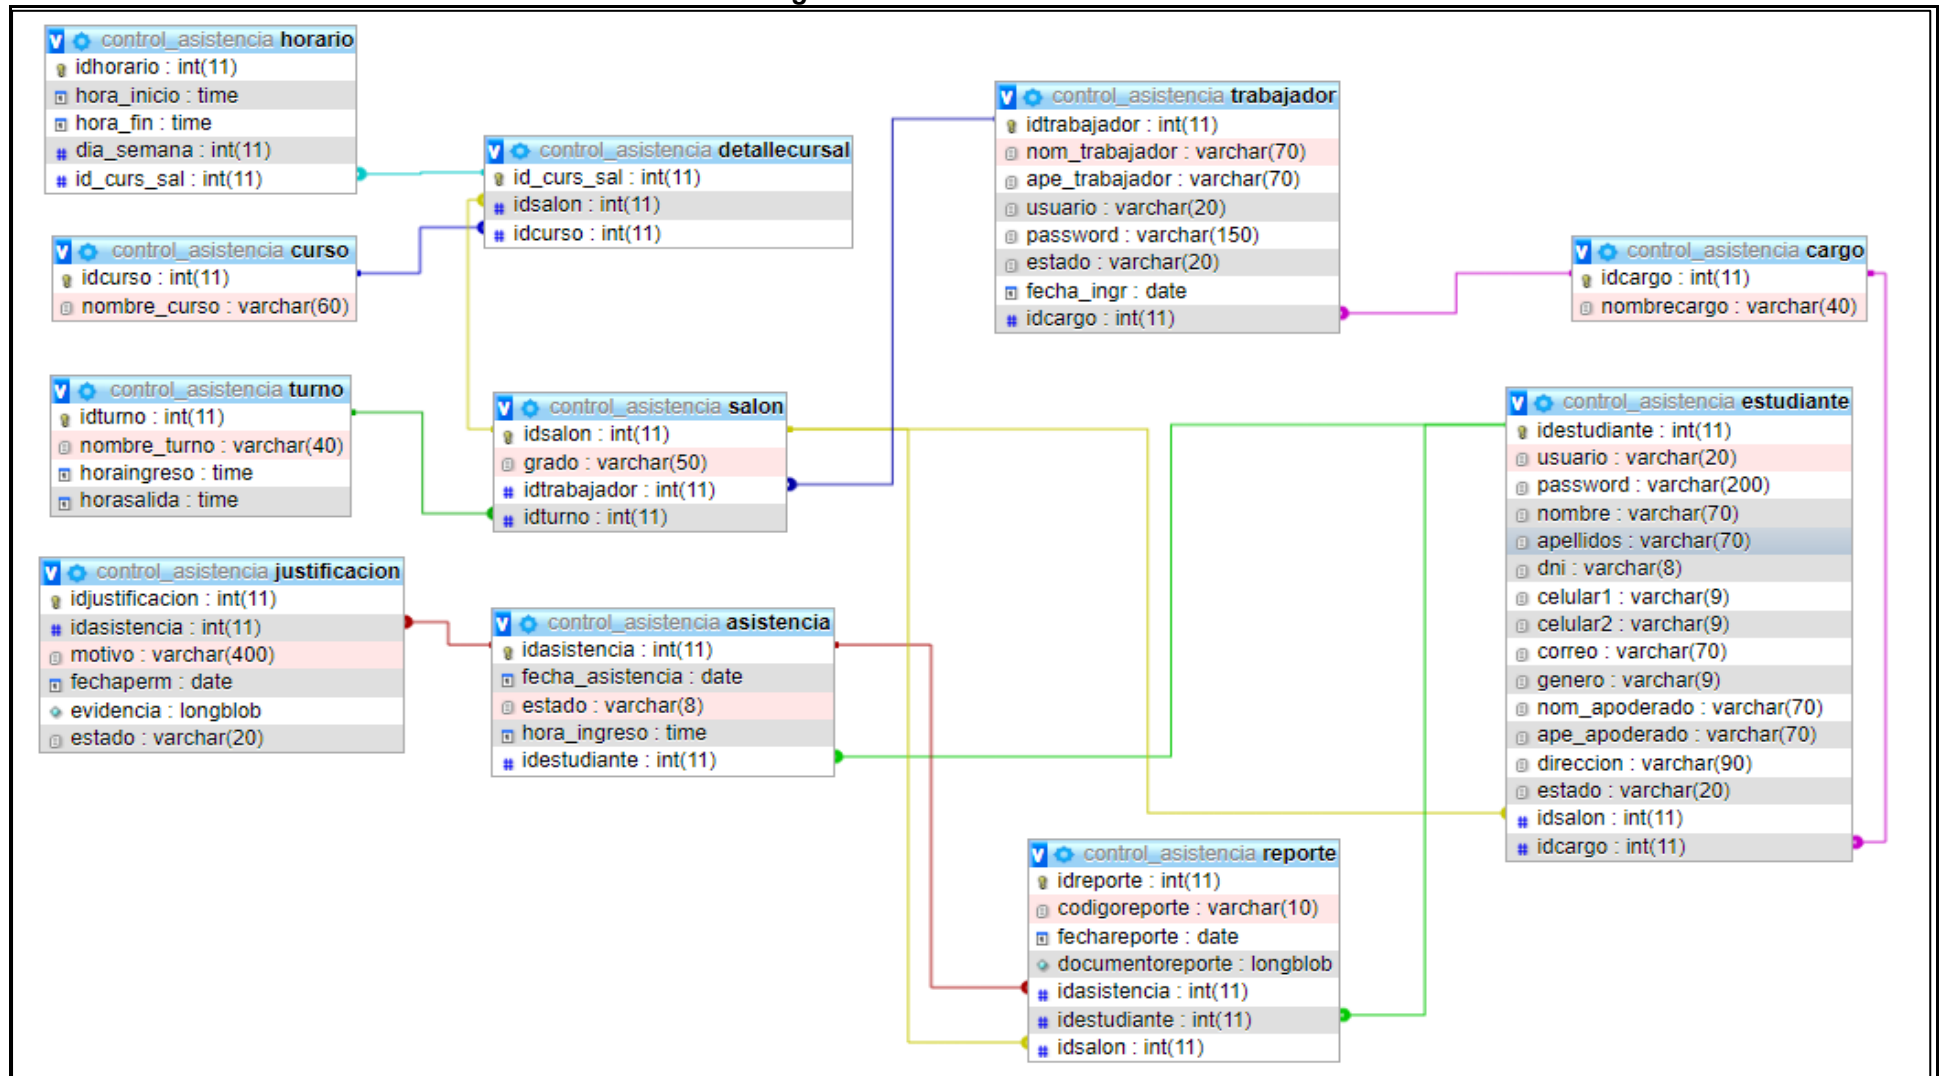 control_asistencia horario
idhorario : int(11)
hora_inicio : time
hora_fin : time
dia_semana : int(11)
id_curs_sal : int(11)
control_asistencia detallecursal
id_curs_sal : int(11)
idsalon : int(11)
idcurso : int(11)
control_asistencia trabajador
idtrabajador : int(11)
nom_trabajador : varchar(70)
ape_trabajador : varchar(70)
usuario : varchar(20)
password : varchar(150)
estado : varchar(20)
fecha_ingr : date
idcargo : int(11)
control_asistencia cargo
idcargo : int(11)
nombrecargo : varchar(40)
control_asistencia curso
idcurso : int(11)
nombre_curso : varchar(60)
control_asistencia turno
idturno : int(11)
nombre_turno : varchar(40)
horaingreso : time
horasalida : time
control_asistencia salon
idsalon : int(11)
grado : varchar(50)
idtrabajador : int(11)
idturno : int(11)
control_asistencia estudiante
idestudiante : int(11)
usuario : varchar(20)
password : varchar(200)
nombre : varchar(70)
apellidos : varchar(70)
dni : varchar(8)
celular1 : varchar(9)
celular2 : varchar(9)
correo : varchar(70)
genero : varchar(9)
nom_apoderado : varchar(70)
ape_apoderado : varchar(70)
direccion : varchar(90)
estado : varchar(20)
idsalon : int(11)
idcargo : int(11)
control_asistencia justificacion
idjustificacion : int(11)
idasistencia : int(11)
motivo : varchar(400)
fechaperm : date
evidencia : longblob
estado : varchar(20)
control_asistencia asistencia
idasistencia : int(11)
fecha_asistencia : date
estado : varchar(8)
hora_ingreso : time
idestudiante : int(11)
control_asistencia reporte
idreporte : int(11)
codigoreporte : varchar(10)
fechareporte : date
documentoreporte : longblob
idasistencia : int(11)
idestudiante : int(11)
idsalon : int(11)